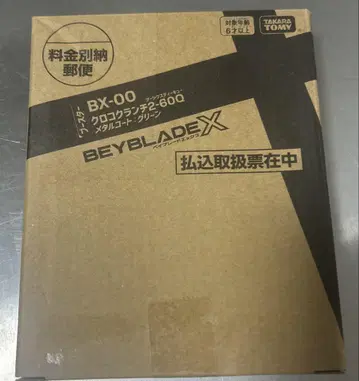 料金別納
郵便
対象年齢
6才以上
TAKARA
TOMY
ブースター
BX-00
クロコクランチ2-60Q
メタルコート:グリーン
BEYBLADE X
ベイブレードエックス
払込取扱票在中